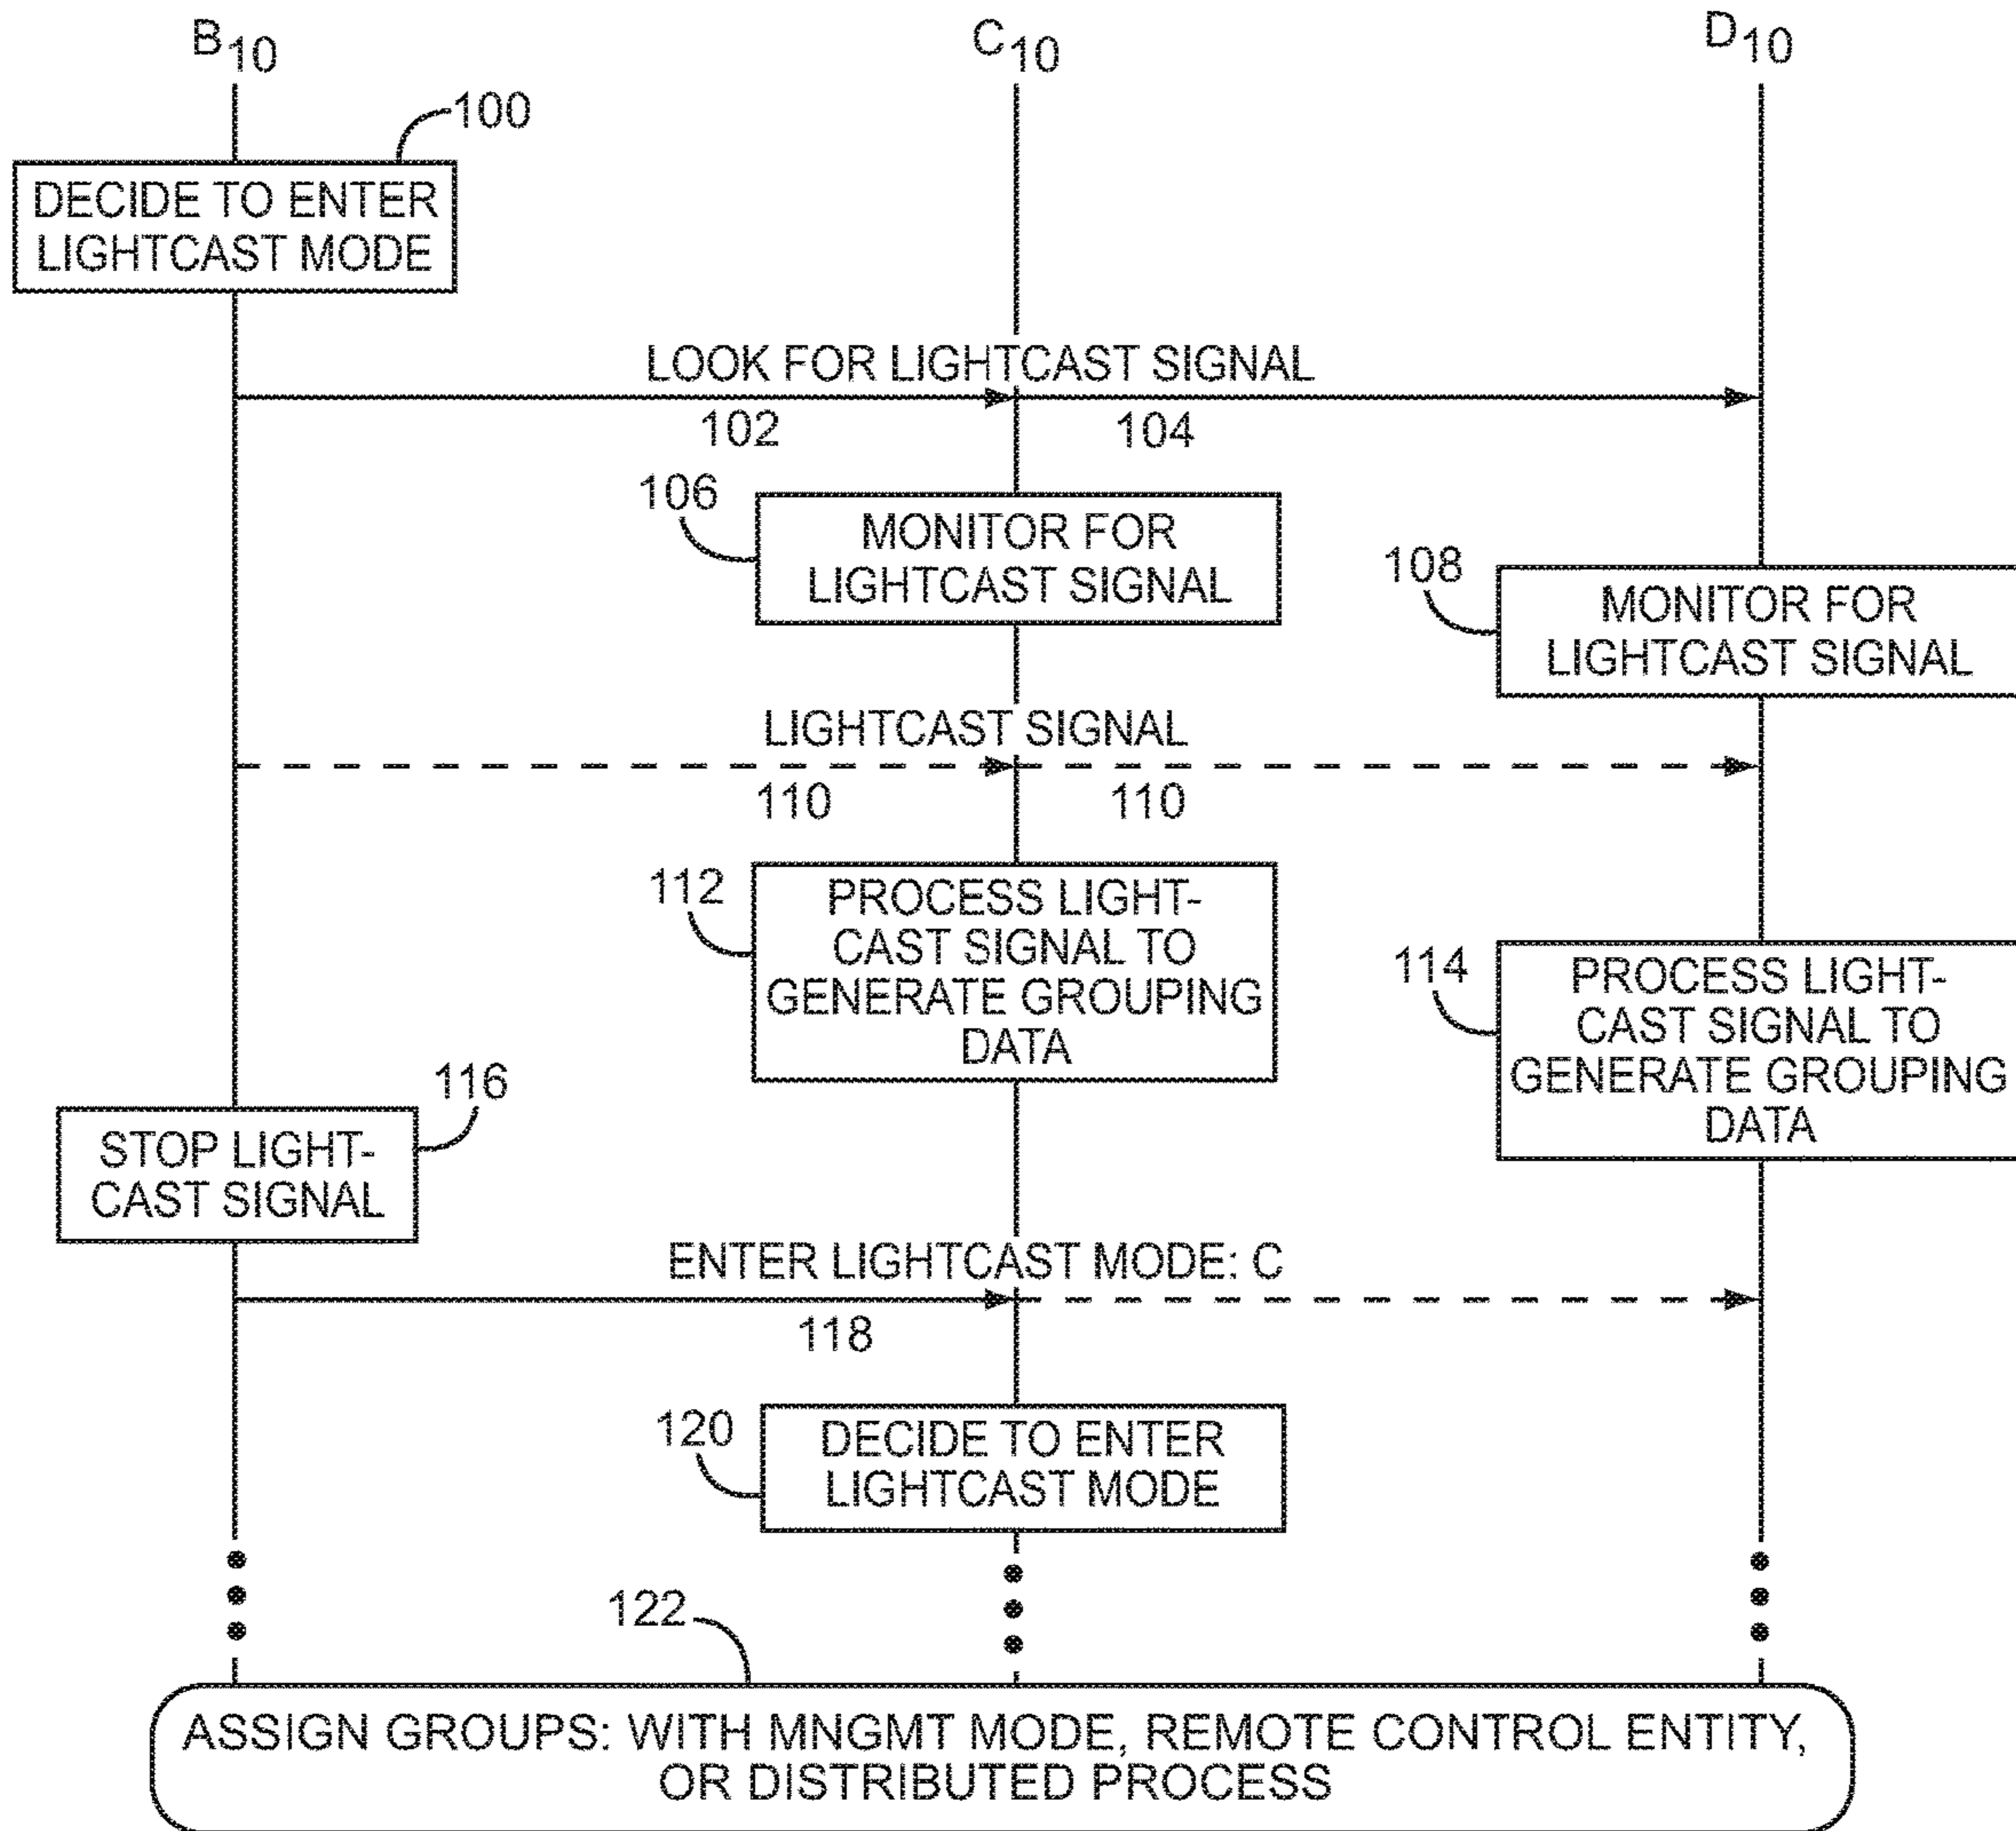 B10
C10
D10
100
DECIDE TO ENTER
LIGHTCAST MODE
LOOK FOR LIGHTCAST SIGNAL
102
104
106
MONITOR FOR
LIGHTCAST SIGNAL
108
MONITOR FOR
LIGHTCAST SIGNAL
LIGHTCAST SIGNAL
110
110
112
PROCESS LIGHT-
CAST SIGNAL TO
GENERATE GROUPING
DATA
114
PROCESS LIGHT-
CAST SIGNAL TO
GENERATE GROUPING
DATA
116
STOP LIGHT-
CAST SIGNAL
ENTER LIGHTCAST MODE: C
118
120
DECIDE TO ENTER
LIGHTCAST MODE
122
ASSIGN GROUPS: WITH MNGMT MODE, REMOTE CONTROL ENTITY,
OR DISTRIBUTED PROCESS